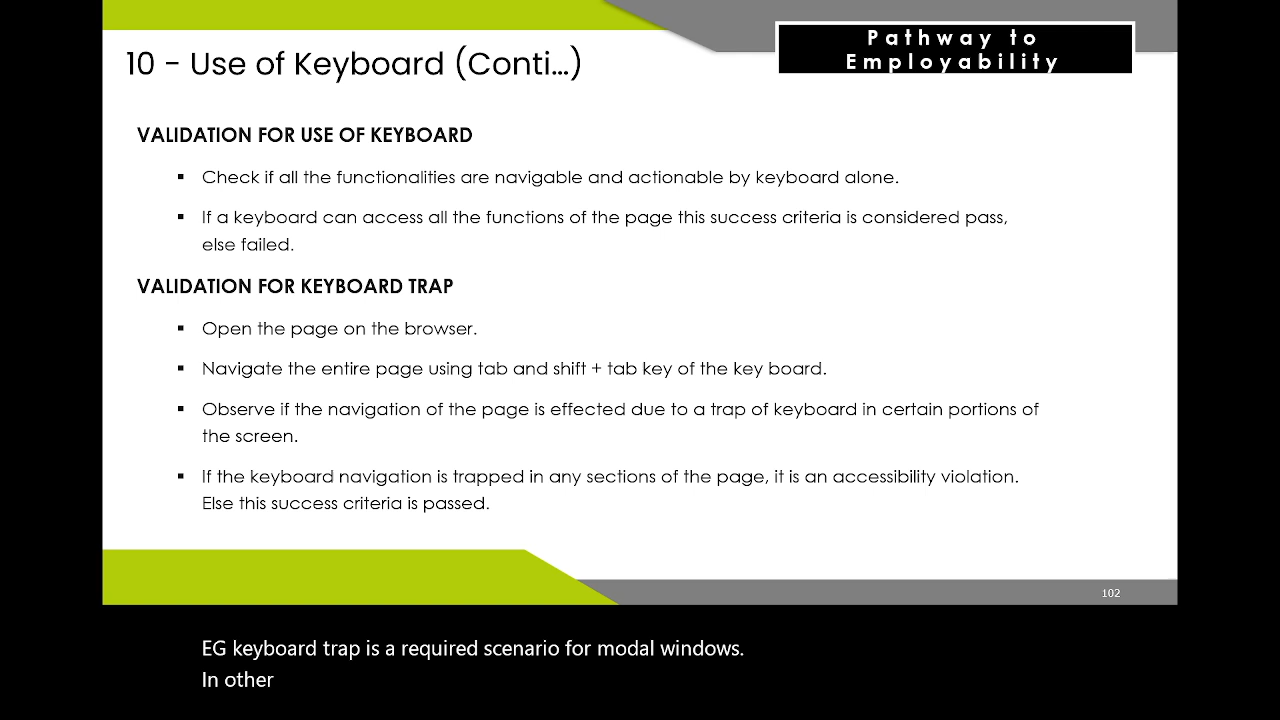 Pathway to
Employability
10 - Use of Keyboard (Conti...)
VALIDATION FOR USE OF KEYBOARD
▪ Check if all the functionalities are navigable and actionable by keyboard alone.
▪ If a keyboard can access all the functions of the page this success criteria is considered pass,
else failed.
VALIDATION FOR KEYBOARD TRAP
▪ Open the page on the browser.
▪ Navigate the entire page using tab and shift + tab key of the key board.
▪ Observe if the navigation of the page is effected due to a trap of keyboard in certain portions of
the screen.
▪ If the keyboard navigation is trapped in any sections of the page, it is an accessibility violation.
Else this success criteria is passed.
102
EG keyboard trap is a required scenario for modal windows.
In other